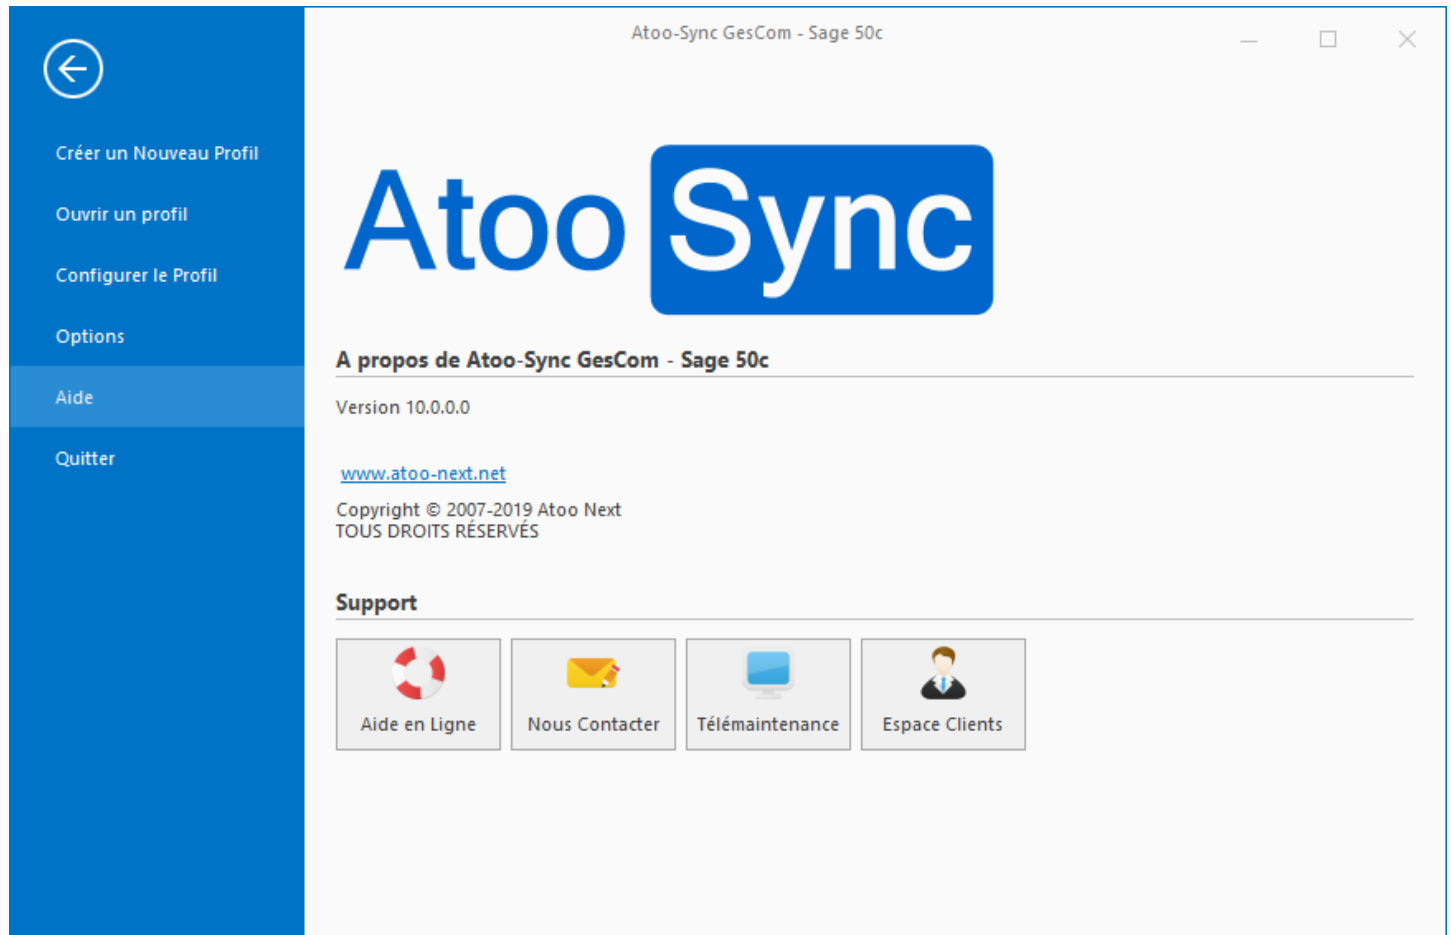 Atoo-Sync GesCom - Sage 50c
Créer un Nouveau Profil
Ouvrir un profil
Configurer le Profil
Options
Aide
Quitter
Atoo Sync
A propos de Atoo-Sync GesCom - Sage 50c
Version 10.0.0.0
www.atoo-next.net
Copyright © 2007-2019 Atoo Next
TOUS DROITS RÉSERVÉS
Support
Aide en Ligne
Nous Contacter
Télémaintenance
Espace Clients